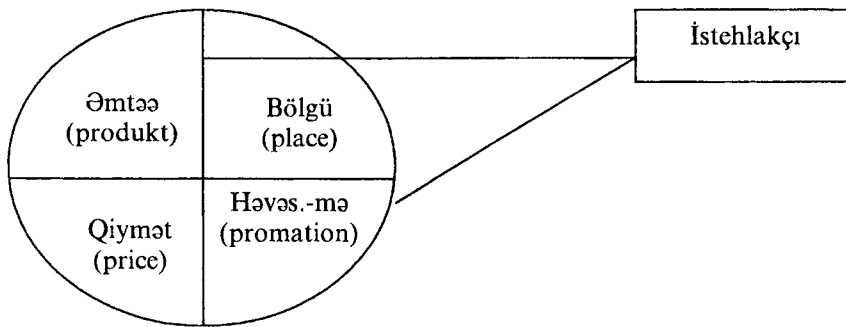 İstehlakçı
Əmtəə
(produkt)
Bölgü
(place)
Qiymət
(price)
Həvəs.-mə
(promation)